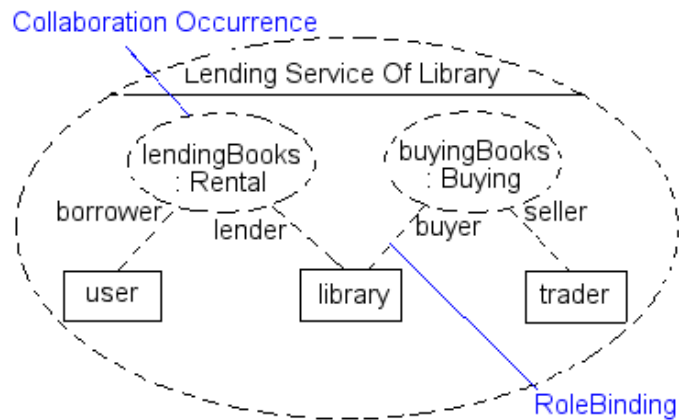 Collaboration Occurrence
Lending Service Of Library
lendingBooks
: Rental
buyingBooks
: Buying
borrower
lender
buyer
seller
user
library
trader
RoleBinding